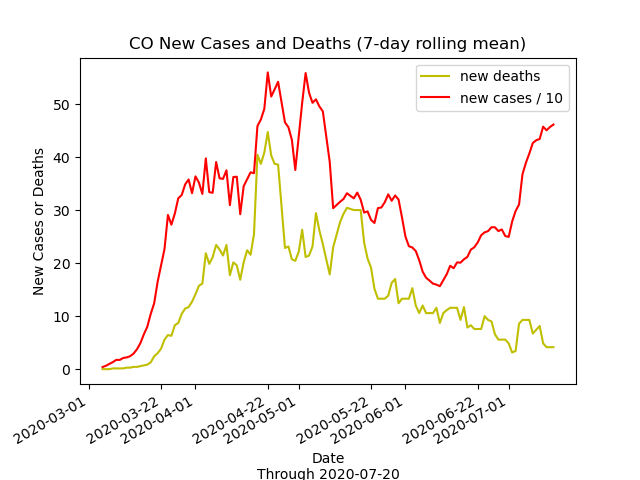 CO New Cases and Deaths (7-day rolling mean)
new deaths
new cases / 10
New Cases or Deaths
50
40
30
20
10
0
2020-03-01
2020-03-22
2020-04-01
2020-04-22
2020-05-01
2020-05-22
2020-06-01
2020-06-22
2020-07-01
Date
Through 2020-07-20